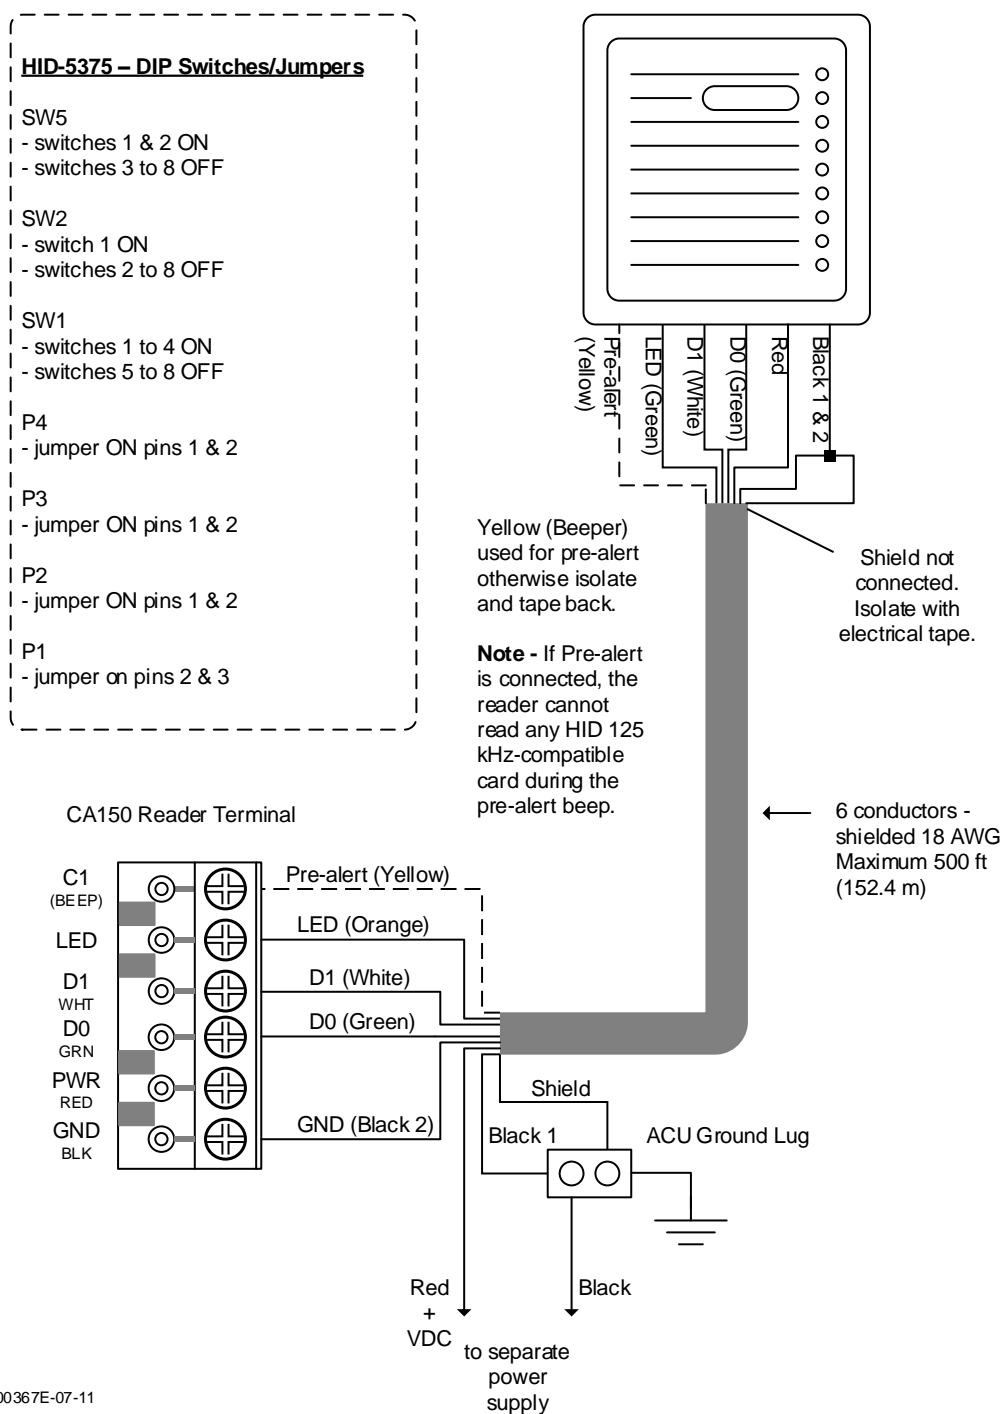 HID-5375 – DIP Switches/Jumpers
SW5
- switches 1 & 2 ON
- switches 3 to 8 OFF
SW2
- switch 1 ON
- switches 2 to 8 OFF
SW1
- switches 1 to 4 ON
- switches 5 to 8 OFF
P4
- jumper ON pins 1 & 2
P3
- jumper ON pins 1 & 2
P2
- jumper ON pins 1 & 2
P1
- jumper on pins 2 & 3
Pre-alert
(Yellow)
LED (Green)
D1 (White)
D0 (Green)
Red
Black 1 & 2
Yellow (Beeper)
used for pre-alert
otherwise isolate
and tape back.
Note - If Pre-alert
is connected, the
reader cannot
read any HID 125
kHz-compatible
card during the
pre-alert beep.
Shield not
connected.
Isolate with
electrical tape.
6 conductors -
shielded 18 AWG
Maximum 500 ft
(152.4 m)
CA150 Reader Terminal
C1
(BEEP)
LED
D1
WHT
D0
GRN
PWR
RED
GND
BLK
Pre-alert (Yellow)
LED (Orange)
D1 (White)
D0 (Green)
GND (Black 2)
Shield
Black 1
ACU Ground Lug
Red
+
VDC
Black
to separate
power
supply
00367E-07-11